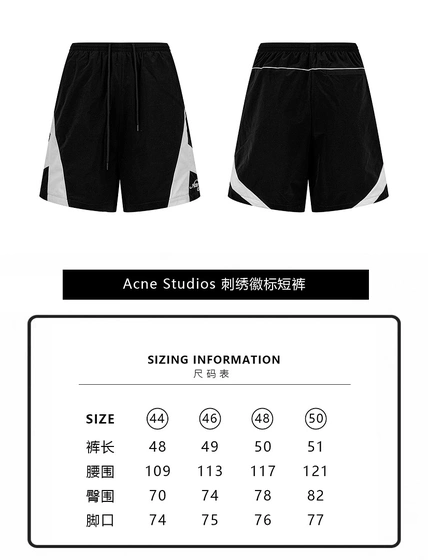 Acne Studios 刺绣徽标短裤
SIZING INFORMATION
尺码表
SIZE 44 46 48 50
裤长 48 49 50 51
腰围 109 113 117 121
臀围 70 74 78 82
脚口 74 75 76 77